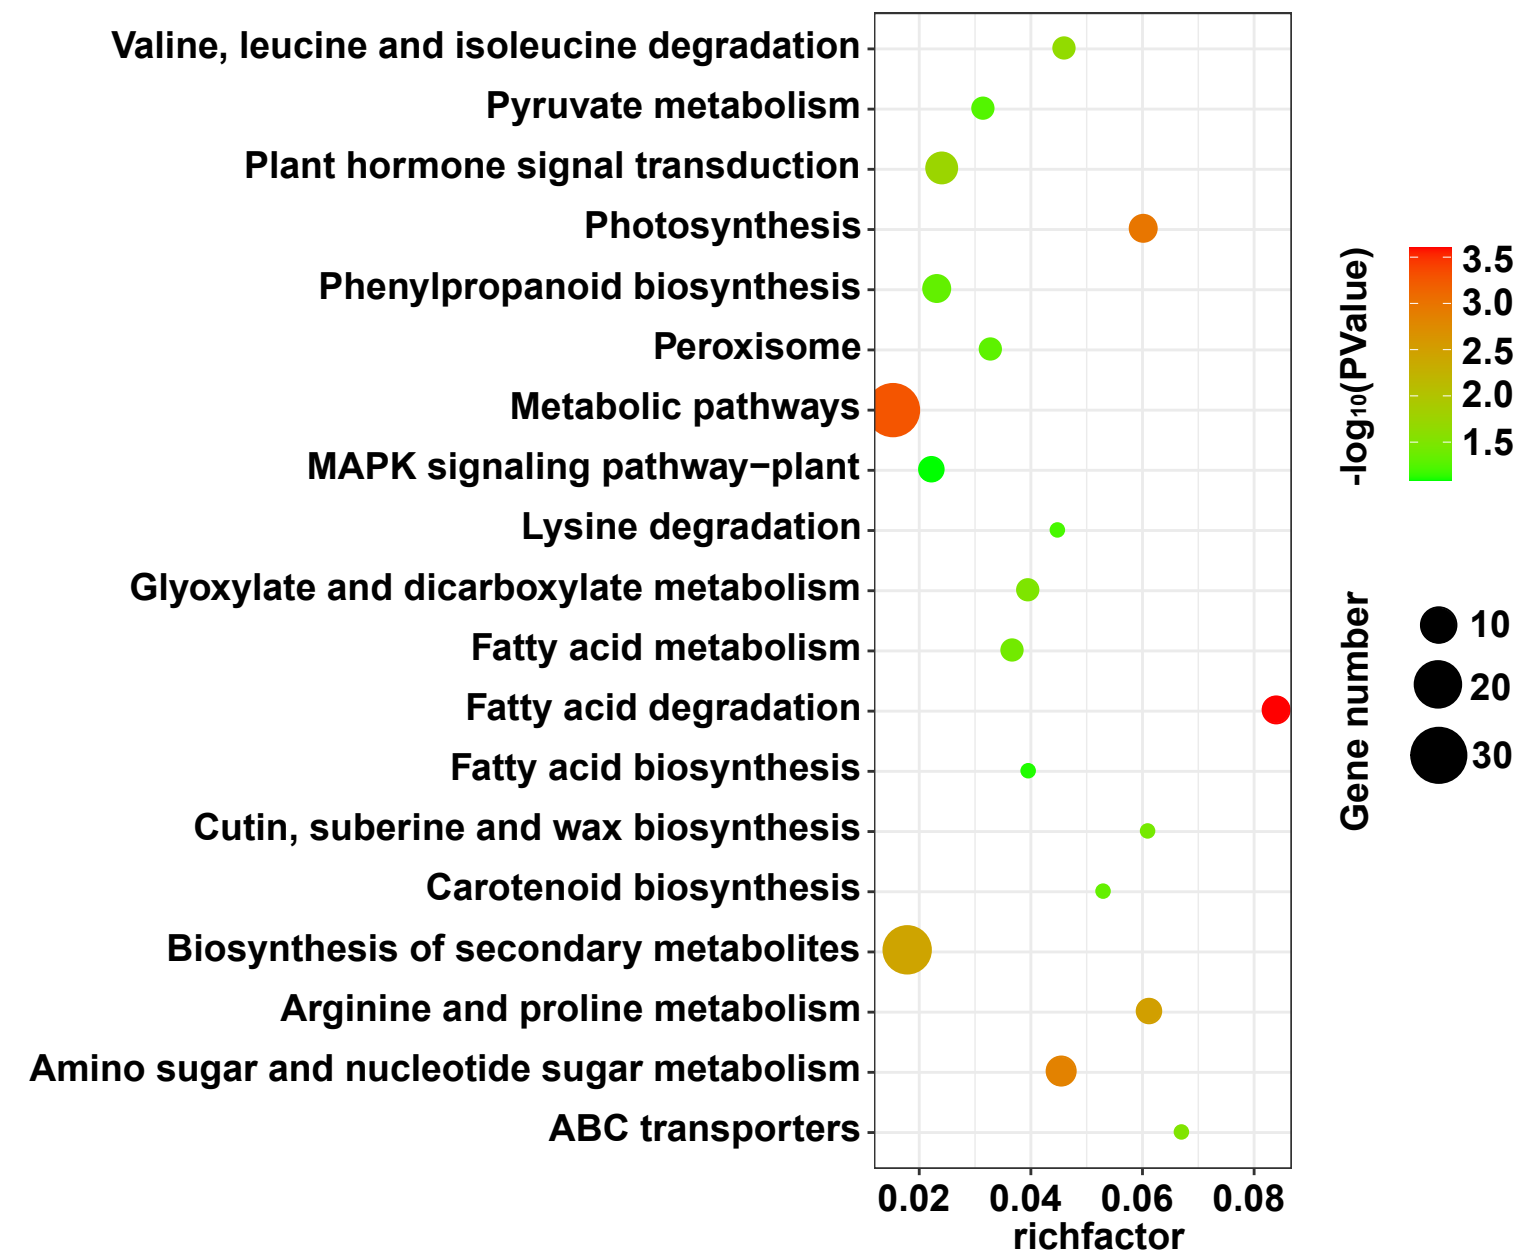 Valine, leucine and isoleucine degradation
Pyruvate metabolism
Plant hormone signal transduction
Photosynthesis
Phenylpropanoid biosynthesis
Peroxisome
Metabolic pathways
MAPK signaling pathway−plant
Lysine degradation
Glyoxylate and dicarboxylate metabolism
Fatty acid metabolism
Fatty acid degradation
Fatty acid biosynthesis
Cutin, suberine and wax biosynthesis
Carotenoid biosynthesis
Biosynthesis of secondary metabolites
Arginine and proline metabolism
Amino sugar and nucleotide sugar metabolism
ABC transporters
0.02 0.04 0.06 0.08
richfactor
-log₁₀(PValue)
3.5
3.0
2.5
2.0
1.5
Gene number
10
20
30